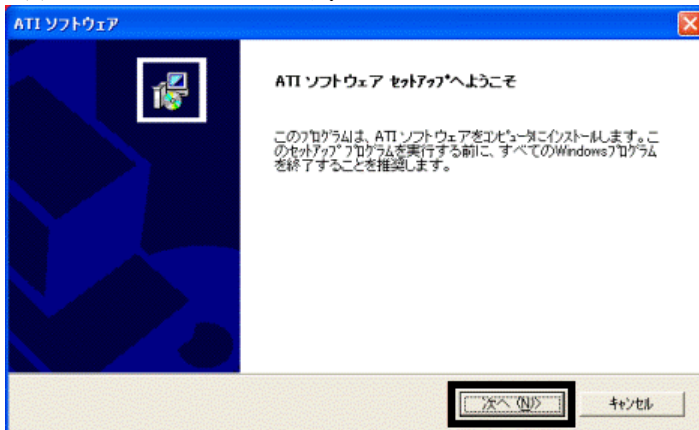 ATI ソフトウェア
ATI ソフトウェア ｾｯﾄｱｯﾌﾟへようこそ
このﾌﾟﾛｸﾞﾗﾑは、ATI ソフトウェアをｺﾝﾋﾟｭｰﾀにｲﾝｽﾄｰﾙします。こ
のｾｯﾄｱｯﾌﾟ ﾌﾟﾛｸﾞﾗﾑを実行する前に、すべてのWindowsﾌﾟﾛｸﾞﾗﾑ
を終了することを推奨します。
次へ (N)>
ｷｬﾝｾﾙ